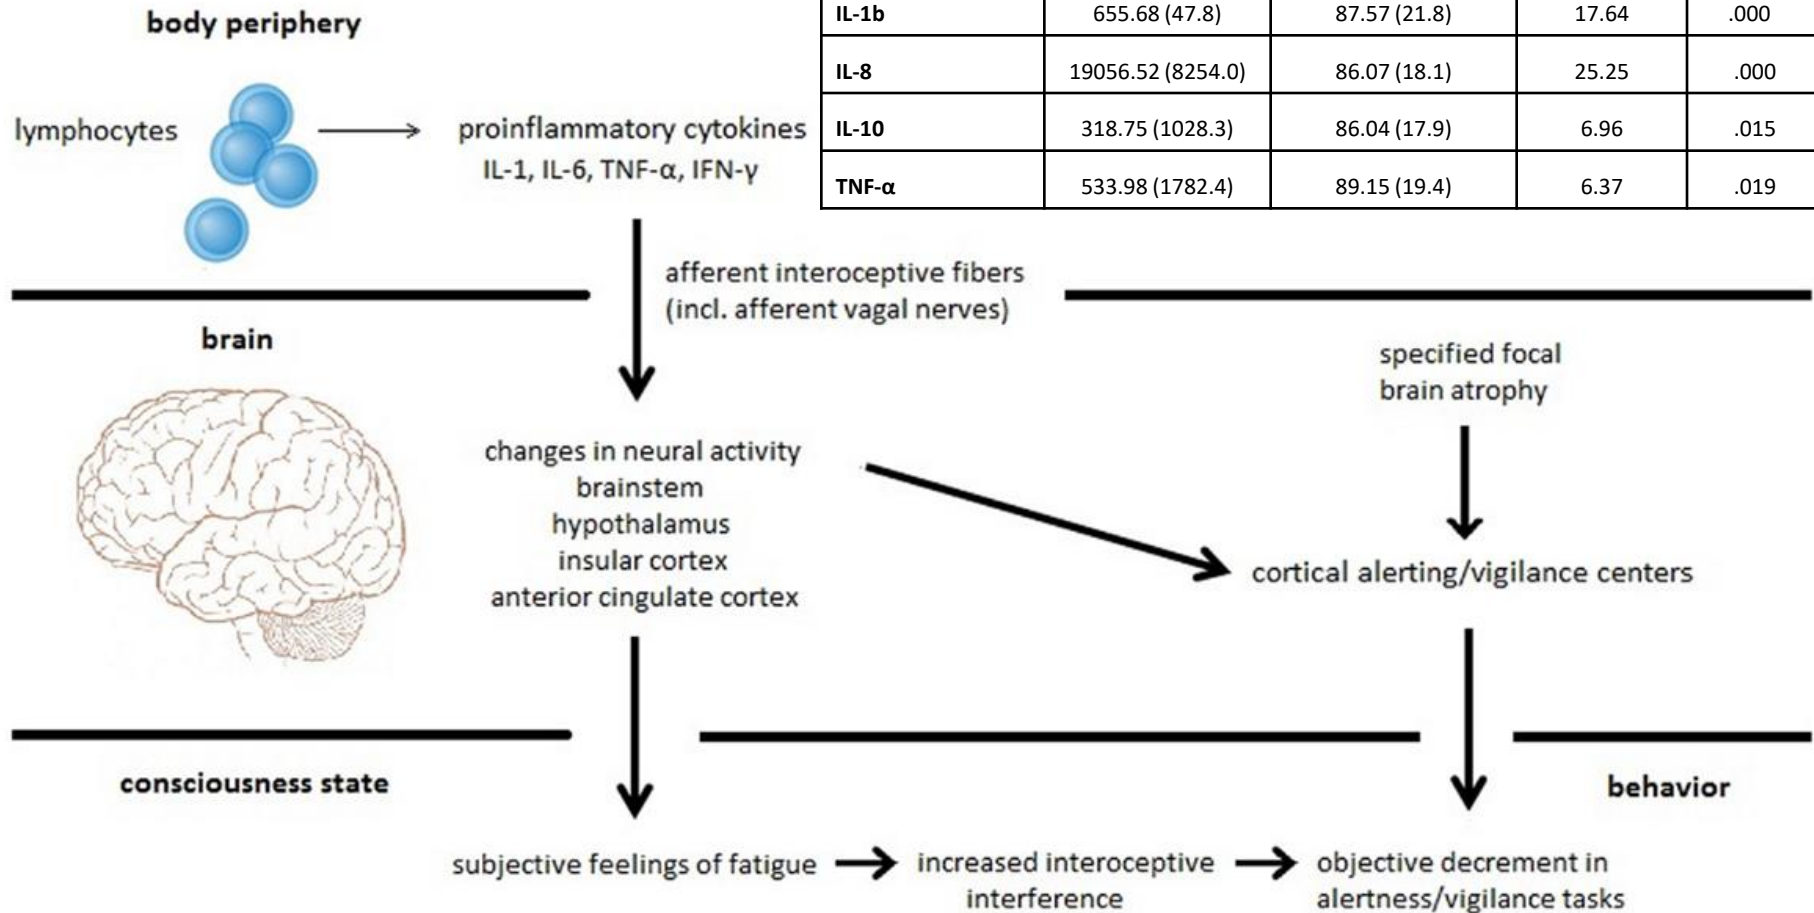 body periphery
lymphocytes
proinflammatory cytokines
IL-1, IL-6, TNF-α, IFN-γ
IL-1b 655.68 (47.8) 87.57 (21.8) 17.64 .000
IL-8 19056.52 (8254.0) 86.07 (18.1) 25.25 .000
IL-10 318.75 (1028.3) 86.04 (17.9) 6.96 .015
TNF-α 533.98 (1782.4) 89.15 (19.4) 6.37 .019
afferent interoceptive fibers
(incl. afferent vagal nerves)
brain
specified focal
brain atrophy
changes in neural activity
brainstem
hypothalamus
insular cortex
anterior cingulate cortex
cortical alerting/vigilance centers
consciousness state
behavior
subjective feelings of fatigue
increased interoceptive
interference
objective decrement in
alertness/vigilance tasks